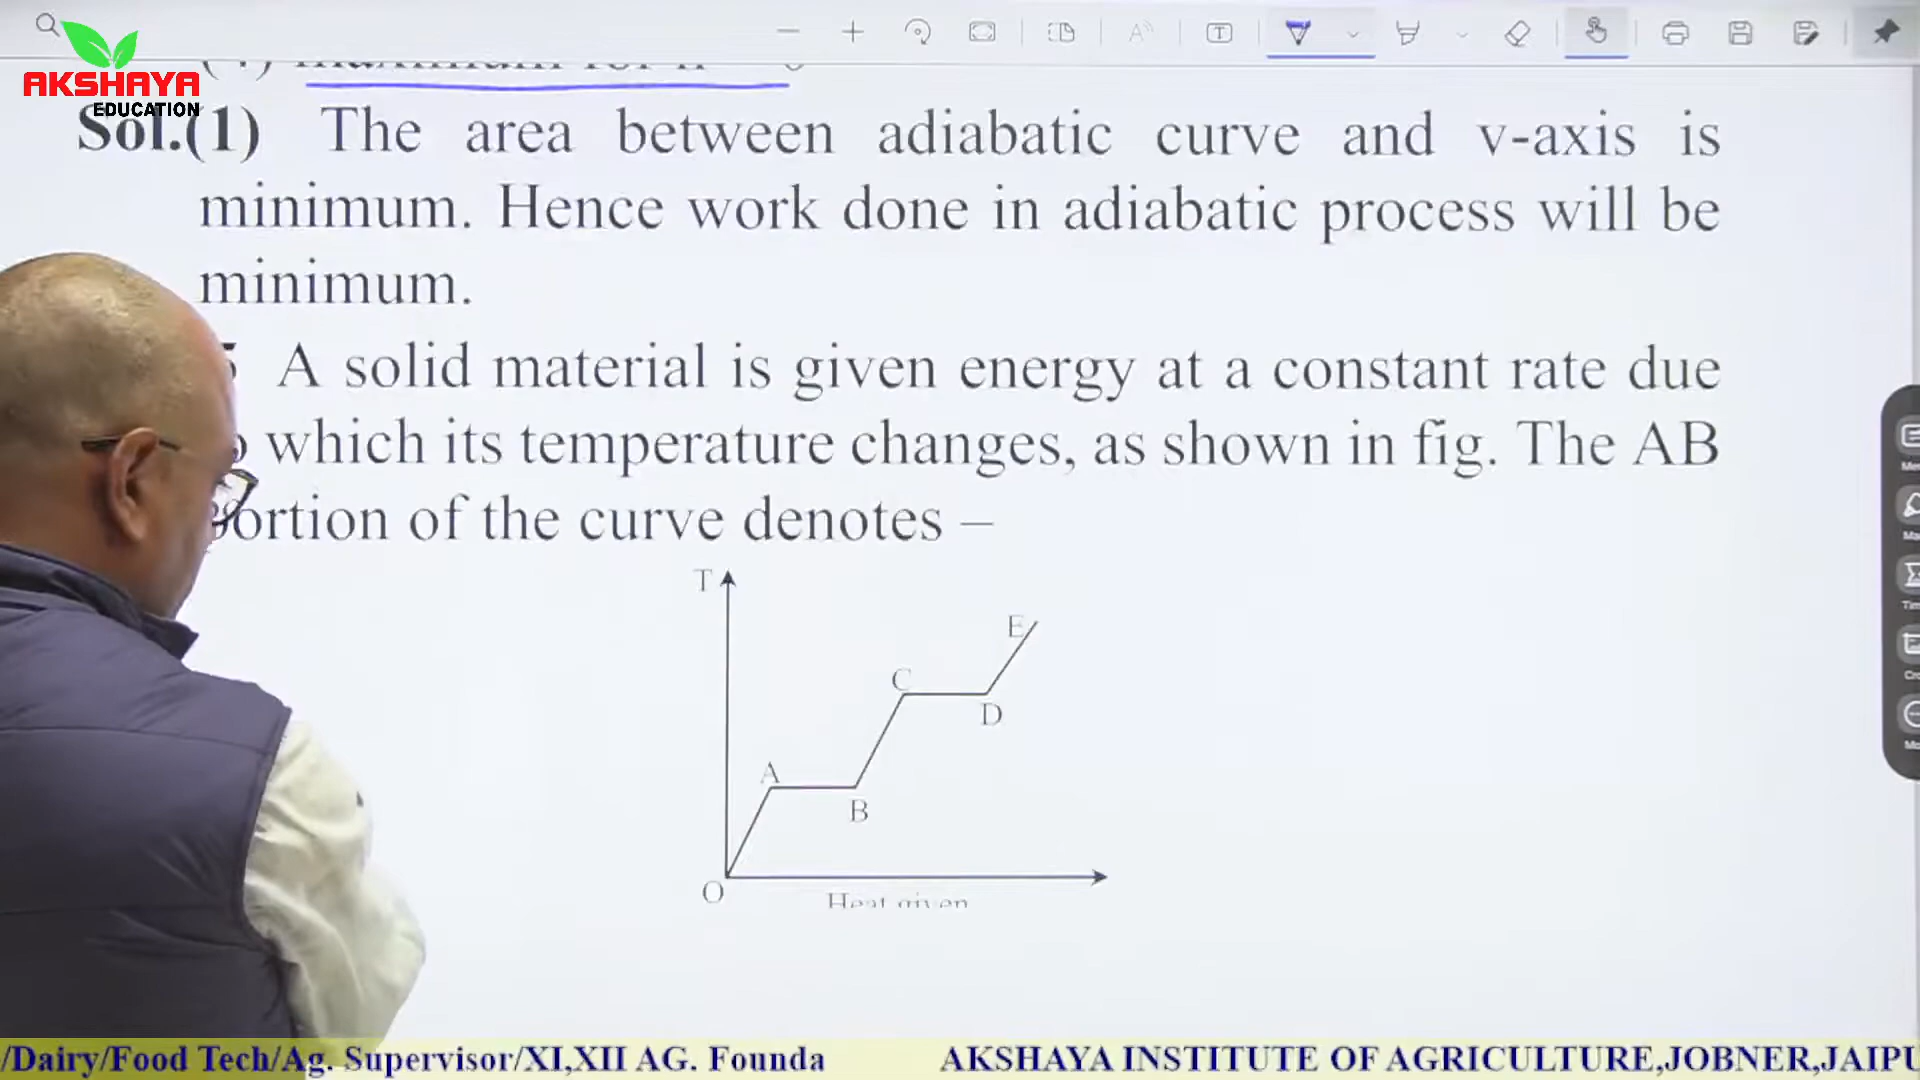 AKSHAYA
EDUCATION
Sol.(1) The area between adiabatic curve and v-axis is
minimum. Hence work done in adiabatic process will be
minimum.
A solid material is given energy at a constant rate due
which its temperature changes, as shown in fig. The AB
portion of the curve denotes –
T
E
C
D
A
B
O
Heat given
/Dairy/Food Tech/Ag. Supervisor/XI,XII AG. Founda AKSHAYA INSTITUTE OF AGRICULTURE,JOBNER,JAIPU